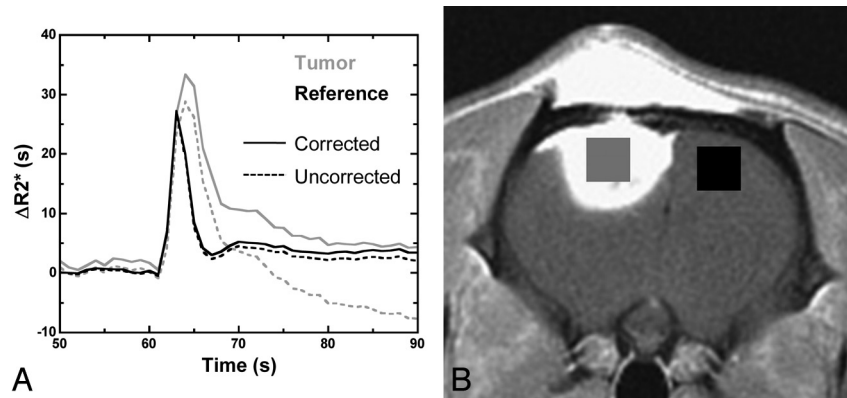 40
30
20
10
0
-10
50
60
70
80
90
ΔR2* (s)
Time (s)
Tumor
Reference
Corrected
Uncorrected
A
B